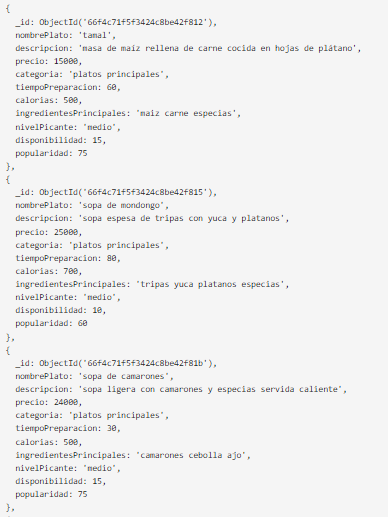 {
_id: ObjectId('66f4c71f5f3424c8be42f812'),
nombrePlato: 'tamal',
descripcion: 'masa de maiz rellena de carne cocida en hojas de plátano',
precio: 15000,
categoria: 'platos principales',
tiempoPreparacion: 60,
calorias: 500,
ingredientesPrincipales: 'maiz carne especias',
nivelPicante: 'medio',
disponibilidad: 15,
popularidad: 75
},
{
_id: ObjectId('66f4c71f5f3424c8be42f815'),
nombrePlato: 'sopa de mondongo',
descripcion: 'sopa espesa de tripas con yuca y platanos',
precio: 25000,
categoria: 'platos principales',
tiempoPreparacion: 80,
calorias: 700,
ingredientesPrincipales: 'tripas yuca platanos especias',
nivelPicante: 'medio',
disponibilidad: 10,
popularidad: 60
},
{
_id: ObjectId('66f4c71f5f3424c8be42f81b'),
nombrePlato: 'sopa de camarones',
descripcion: 'sopa ligera con camarones y especias servida caliente',
precio: 24000,
categoria: 'platos principales',
tiempoPreparacion: 30,
calorias: 500,
ingredientesPrincipales: 'camarones cebolla ajo',
nivelPicante: 'medio',
disponibilidad: 15,
popularidad: 75
},